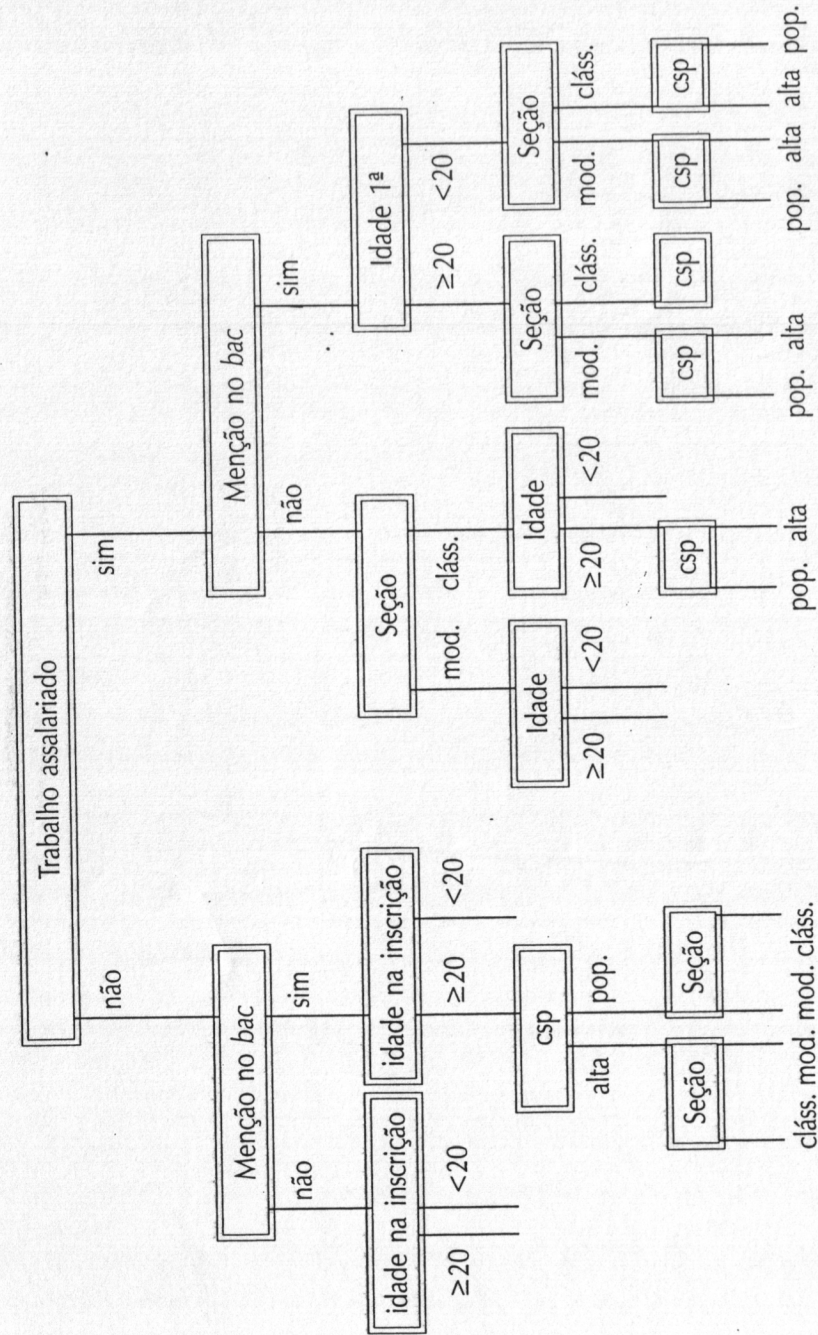 Trabalho assalariado
não
sim
Menção no bac
Menção no bac
não
sim
não
sim
idade na inscrição
idade na inscrição
Seção
Idade 1ª
≥20
<20
≥20
<20
mod.
cláss.
≥20
<20
csp
Idade
Idade
Seção
Seção
alta
pop.
≥20
<20
≥20
<20
mod.
cláss.
mod.
cláss.
Seção
Seção
csp
csp
csp
csp
csp
cláss. mod. mod. cláss.
pop. alta
pop. alta
pop. alta alta pop.